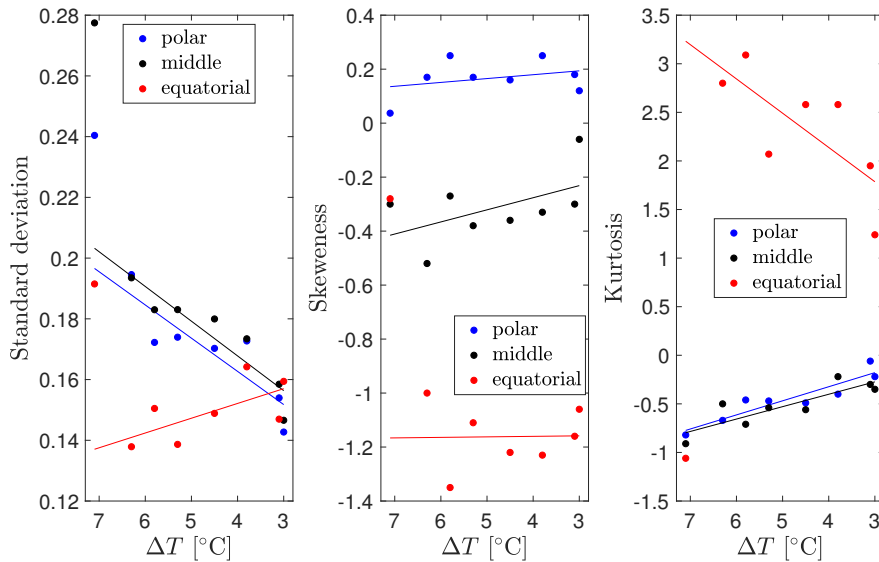 Standard deviation
0.28
0.26
0.24
0.22
0.2
0.18
0.16
0.14
0.12
7 6 5 4 3
ΔT [°C]
polar
middle
equatorial
Skeweness
0.4
0.2
0
-0.2
-0.4
-0.6
-0.8
-1
-1.2
-1.4
7 6 5 4 3
ΔT [°C]
polar
middle
equatorial
Kurtosis
3.5
3
2.5
2
1.5
1
0.5
0
-0.5
-1
-1.5
7 6 5 4 3
ΔT [°C]
polar
middle
equatorial